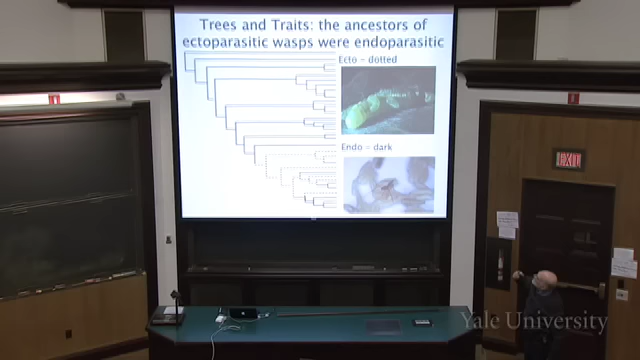 Trees and Traits: the ancestors of
ectoparasitic wasps were endoparasitic
Ecto = dotted
Endo = dark
EXIT
Yale University